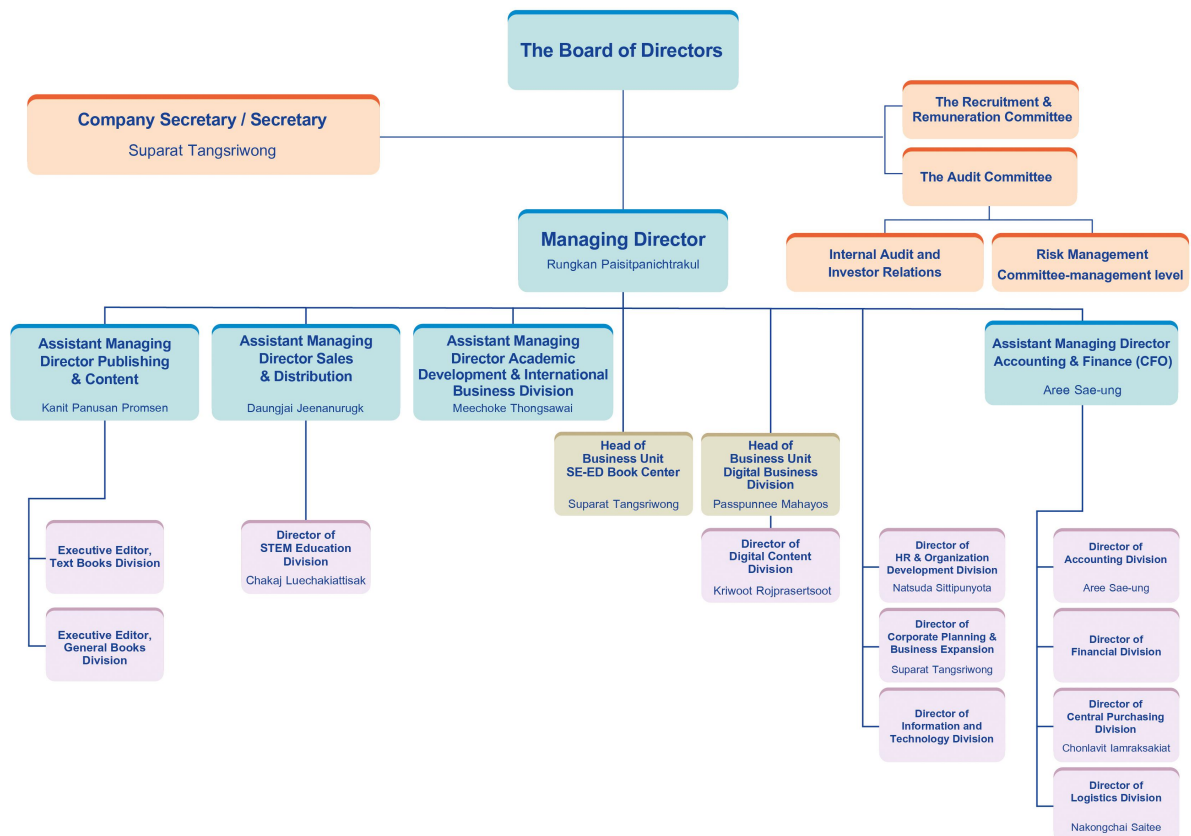 The Board of Directors
Company Secretary / Secretary
Suparat Tangsriwong
The Recruitment &
Remuneration Committee
The Audit Committee
Managing Director
Rungkan Paisitpanichtrakul
Internal Audit and
Investor Relations
Risk Management
Committee-management level
Assistant Managing
Director Publishing
& Content
Kanit Panusan Promsen
Assistant Managing
Director Sales
& Distribution
Daungjai Jeenanurugk
Assistant Managing
Director Academic
Development & International
Business Division
Meechoke Thongsawai
Assistant Managing Director
Accounting & Finance (CFO)
Aree Sae-ung
Head of
Business Unit
SE-ED Book Center
Suparat Tangsriwong
Head of
Business Unit
Digital Business
Division
Passpunnee Mahayos
Executive Editor,
Text Books Division
Executive Editor,
General Books
Division
Director of
STEM Education
Division
Chakaj Luechakiattisak
Director of
Digital Content
Division
Kriwoot Rojprasertsoot
Director of
HR & Organization
Development Division
Natsuda Sittipunyota
Director of
Corporate Planning &
Business Expansion
Suparat Tangsriwong
Director of
Information and
Technology Division
Director of
Accounting Division
Aree Sae-ung
Director of
Financial Division
Director of
Central Purchasing
Division
Chonlavit Iamraksakiat
Director of
Logistics Division
Nakongchai Saitee